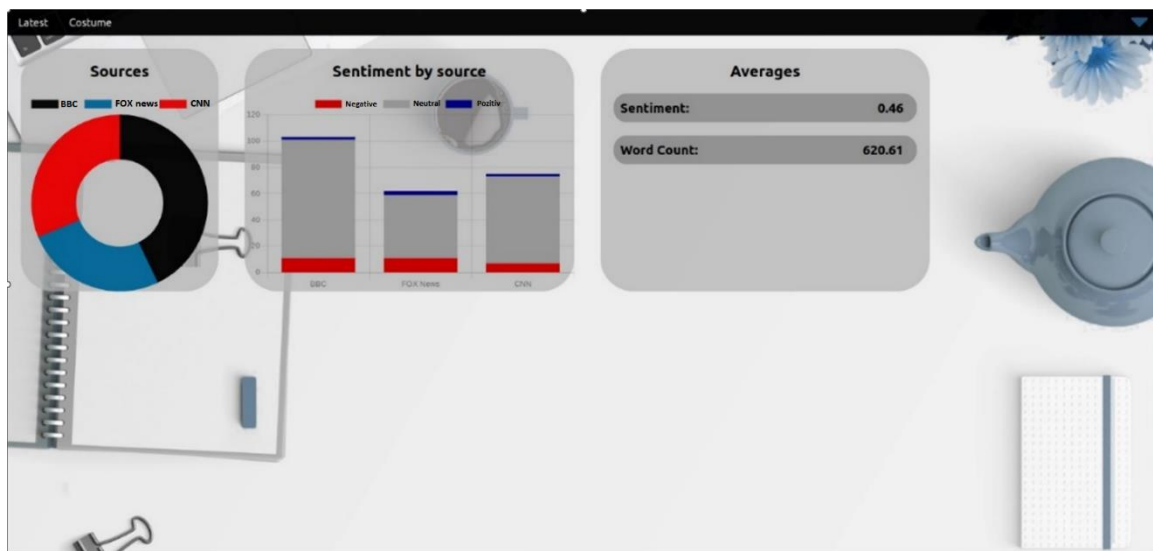 Latest Costume
Sources
BBC FOX news CNN
Sentiment by source
Negative Neutral Pozitiv
120
100
80
60
40
20
0
BBC FOX News CNN
Averages
Sentiment: 0.46
Word Count: 620.61